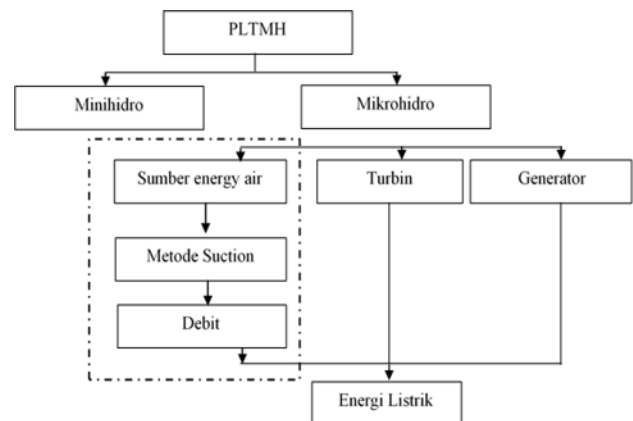 PLTMH
Minihidro
Mikrohidro
Sumber energy air
Turbin
Generator
Metode Suction
Debit
Energi Listrik